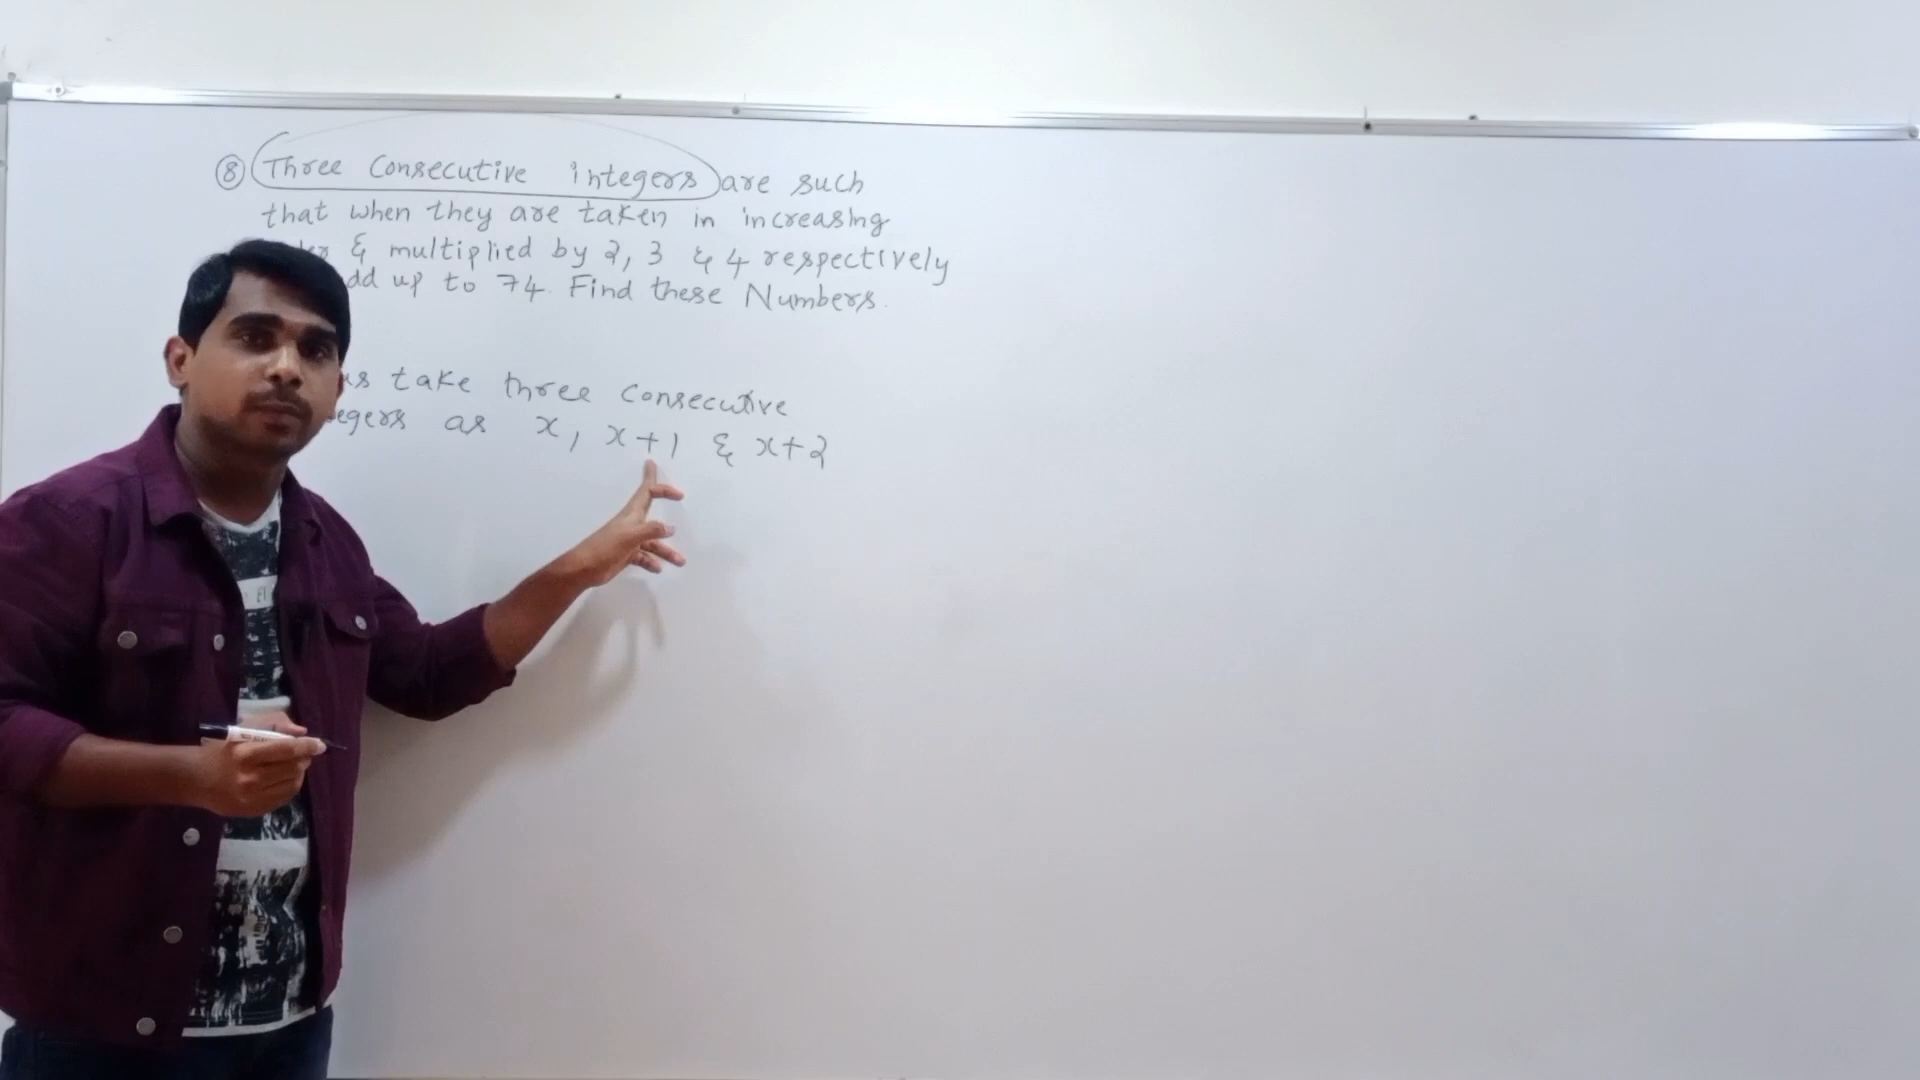 ⑧ Three Consecutive integers are such
that when they are taken in increasing
& multiplied by 2, 3 & 4 respectively
up to 74. Find these Numbers.
take three consecutive
as x, x+1 & x+2